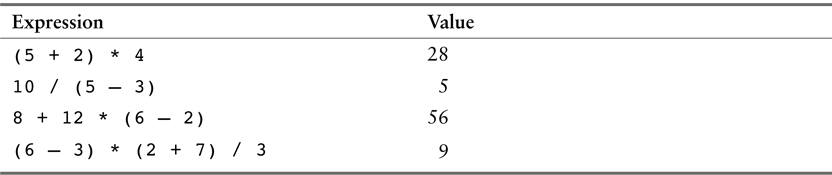 Expression Value
(5 + 2) * 4 28
10 / (5 – 3) 5
8 + 12 * (6 – 2) 56
(6 – 3) * (2 + 7) / 3 9